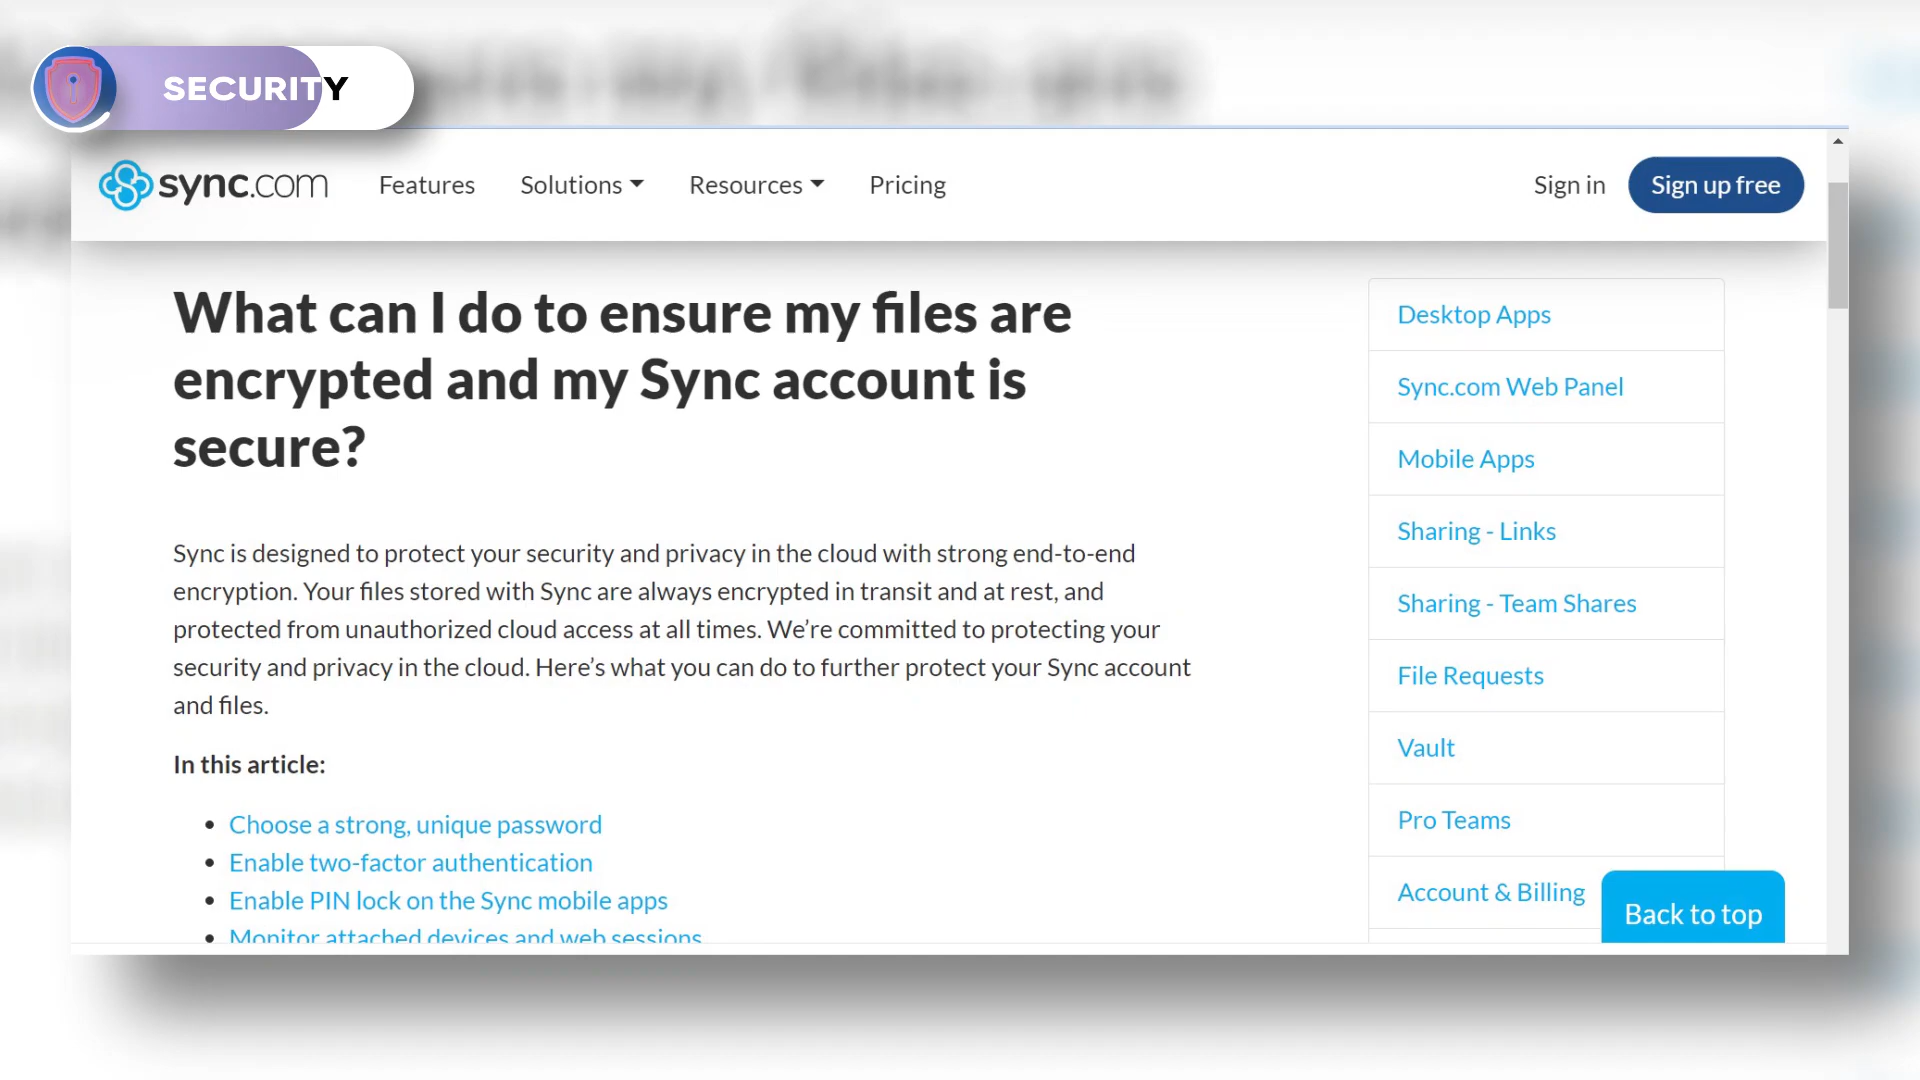 SECURITY
sync.com
Features
Solutions
Resources
Pricing
Sign in
Sign up free
What can I do to ensure my files are
encrypted and my Sync account is
secure?
Sync is designed to protect your security and privacy in the cloud with strong end-to-end
encryption. Your files stored with Sync are always encrypted in transit and at rest, and
protected from unauthorized cloud access at all times. We’re committed to protecting your
security and privacy in the cloud. Here’s what you can do to further protect your Sync account
and files.
In this article:
Choose a strong, unique password
Enable two-factor authentication
Enable PIN lock on the Sync mobile apps
Monitor attached devices and web sessions
Desktop Apps
Sync.com Web Panel
Mobile Apps
Sharing - Links
Sharing - Team Shares
File Requests
Vault
Pro Teams
Account & Billing
Back to top